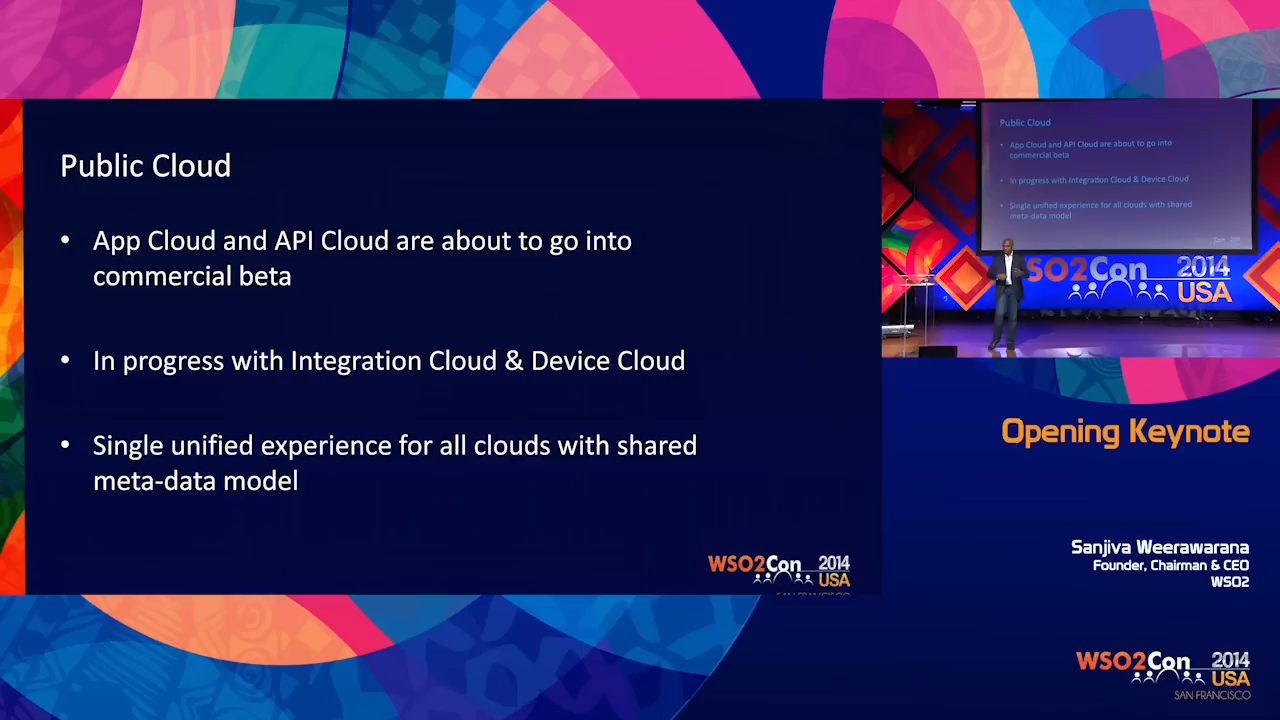 Public Cloud
• App Cloud and API Cloud are about to go into
commercial beta
• In progress with Integration Cloud & Device Cloud
• Single unified experience for all clouds with shared
meta-data model
WSO2Con 2014
USA
SAN FRANCISCO
Public Cloud
• App Cloud and API Cloud are about to go into
commercial beta
• In progress with Integration Cloud & Device Cloud
• Single unified experience for all clouds with shared
meta-data model
SO2Con 2014
USA
Opening Keynote
Sanjiva Weerawarana
Founder, Chairman & CEO
WSO2
WSO2Con 2014
USA
SAN FRANCISCO